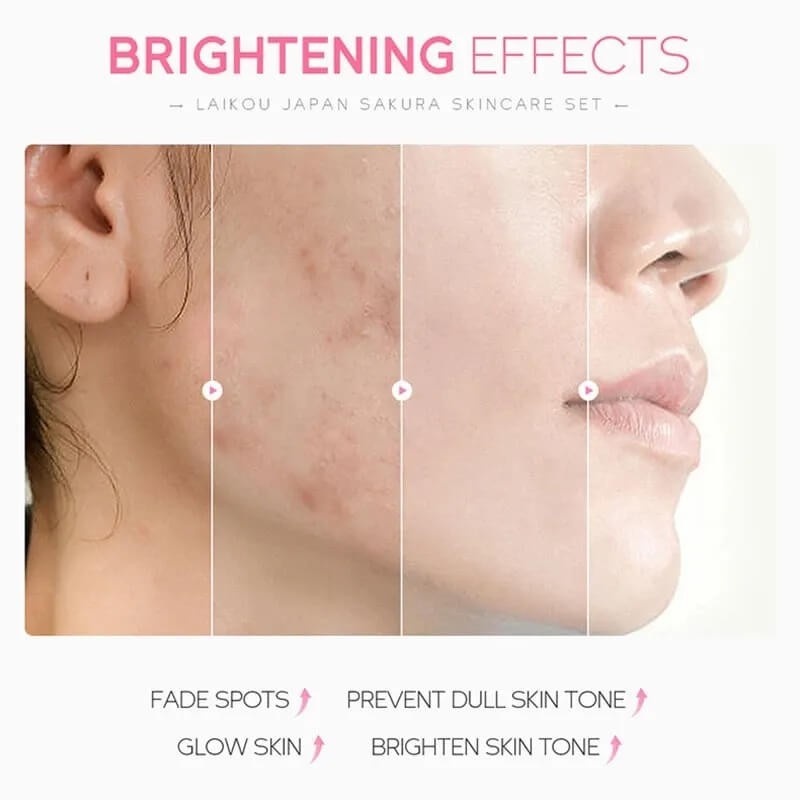 BRIGHTENING EFFECTS
→ LAIKOU JAPAN SAKURA SKINCARE SET ←
FADE SPOTS PREVENT DULL SKIN TONE
GLOW SKIN BRIGHTEN SKIN TONE